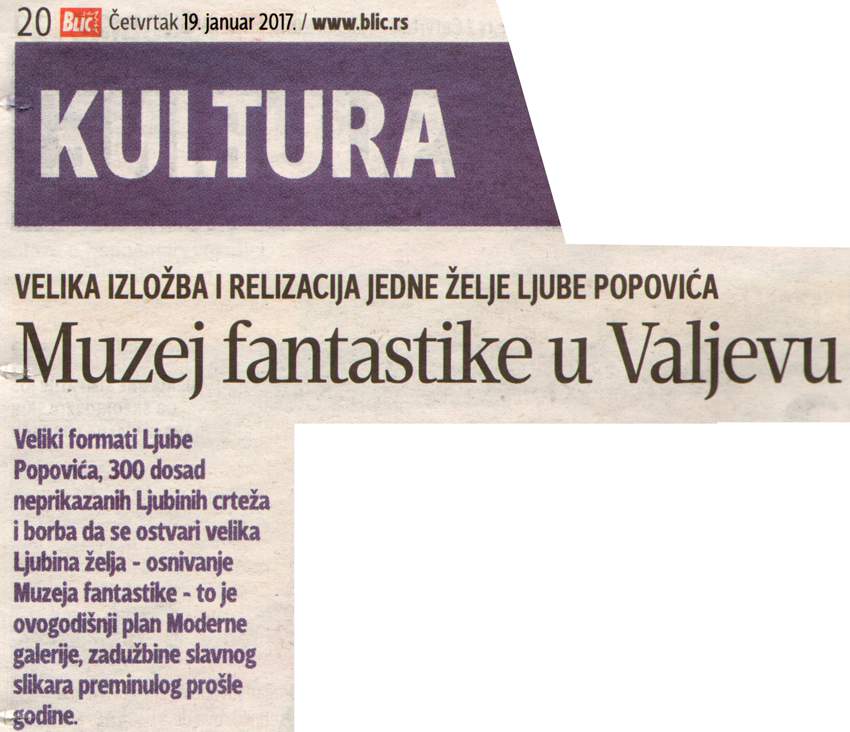 20 Blic Četvrtak 19. januar 2017. / www.blic.rs
KULTURA
VELIKA IZLOŽBA I RELIZACIJA JEDNE ŽELJE LJUBE POPOVIĆA
Muzej fantastike u Valjevu
Veliki formati Ljube
Popovića, 300 dosad
neprikazanih Ljubinih crteža
i borba da se ostvari velika
Ljubina želja - osnivanje
Muzeja fantastike - to je
ovogodišnji plan Moderne
galerije, zadužbine slavnog
slikara preminulog prošle
godine.